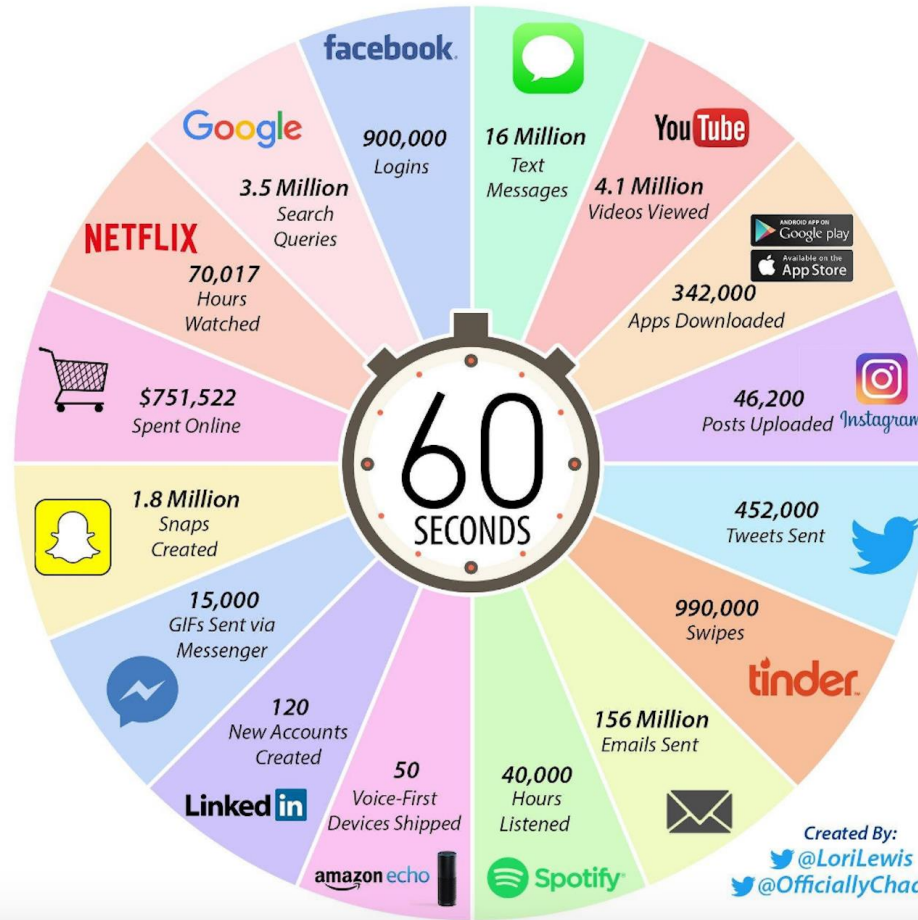 facebook
900,000
Logins
16 Million
Text
Messages
You Tube
4.1 Million
Videos Viewed
ANDROID APP ON
Google play
Available on the
App Store
342,000
Apps Downloaded
46,200
Posts Uploaded
Instagram
452,000
Tweets Sent
990,000
Swipes
tinder
156 Million
Emails Sent
40,000
Hours
Listened
Spotify
50
Voice-First
Devices Shipped
amazon echo
120
New Accounts
Created
Linked in
15,000
GIFs Sent via
Messenger
1.8 Million
Snaps
Created
$751,522
Spent Online
NETFLIX
70,017
Hours
Watched
Google
3.5 Million
Search
Queries
60
SECONDS
Created By:
@LoriLewis
@OfficiallyChad